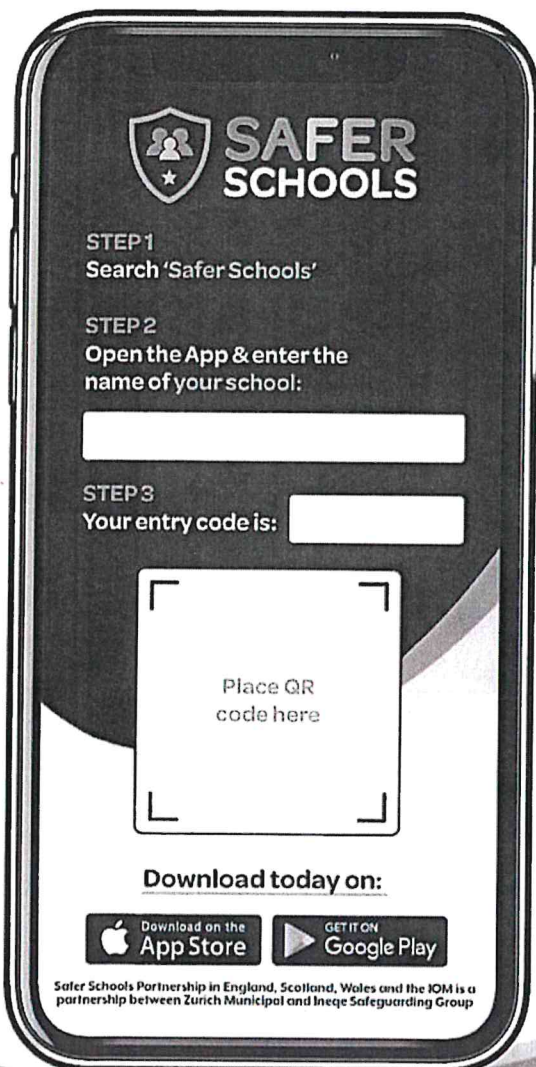 SAFER
SCHOOLS
STEP 1
Search 'Safer Schools'
STEP 2
Open the App & enter the
name of your school:
STEP 3
Your entry code is:
Place QR
code here
Download today on:
Download on the
App Store
GET IT ON
Google Play
Safer Schools Partnership in England, Scotland, Wales and the IOM is a
partnership between Zurich Municipal and Ineqe Safeguarding Group